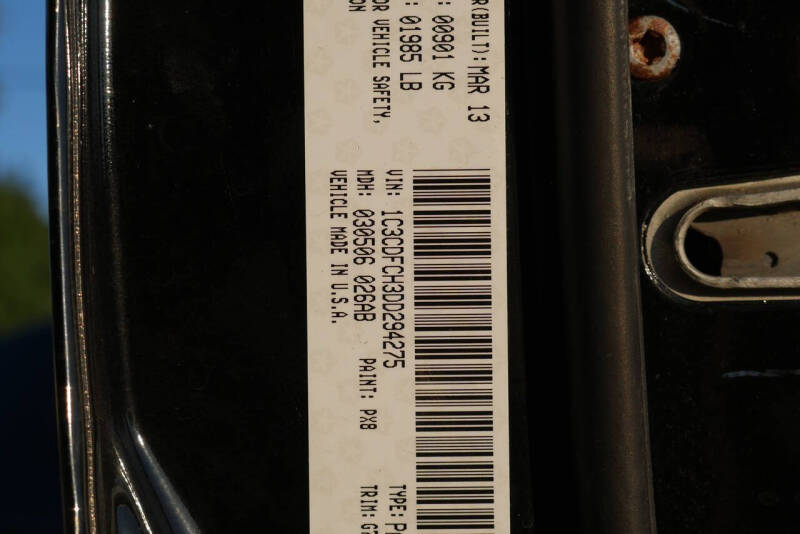 R(BUILT): MAR 13
: 00901 KG
: 01985 LB
OR VEHICLE SAFETY,
ON
VIN: 1C3CDFCH3DD294275
TYPE:
MDH: 030506 026AB PAINT: PX8
TRIM:
VEHICLE MADE IN U.S.A.